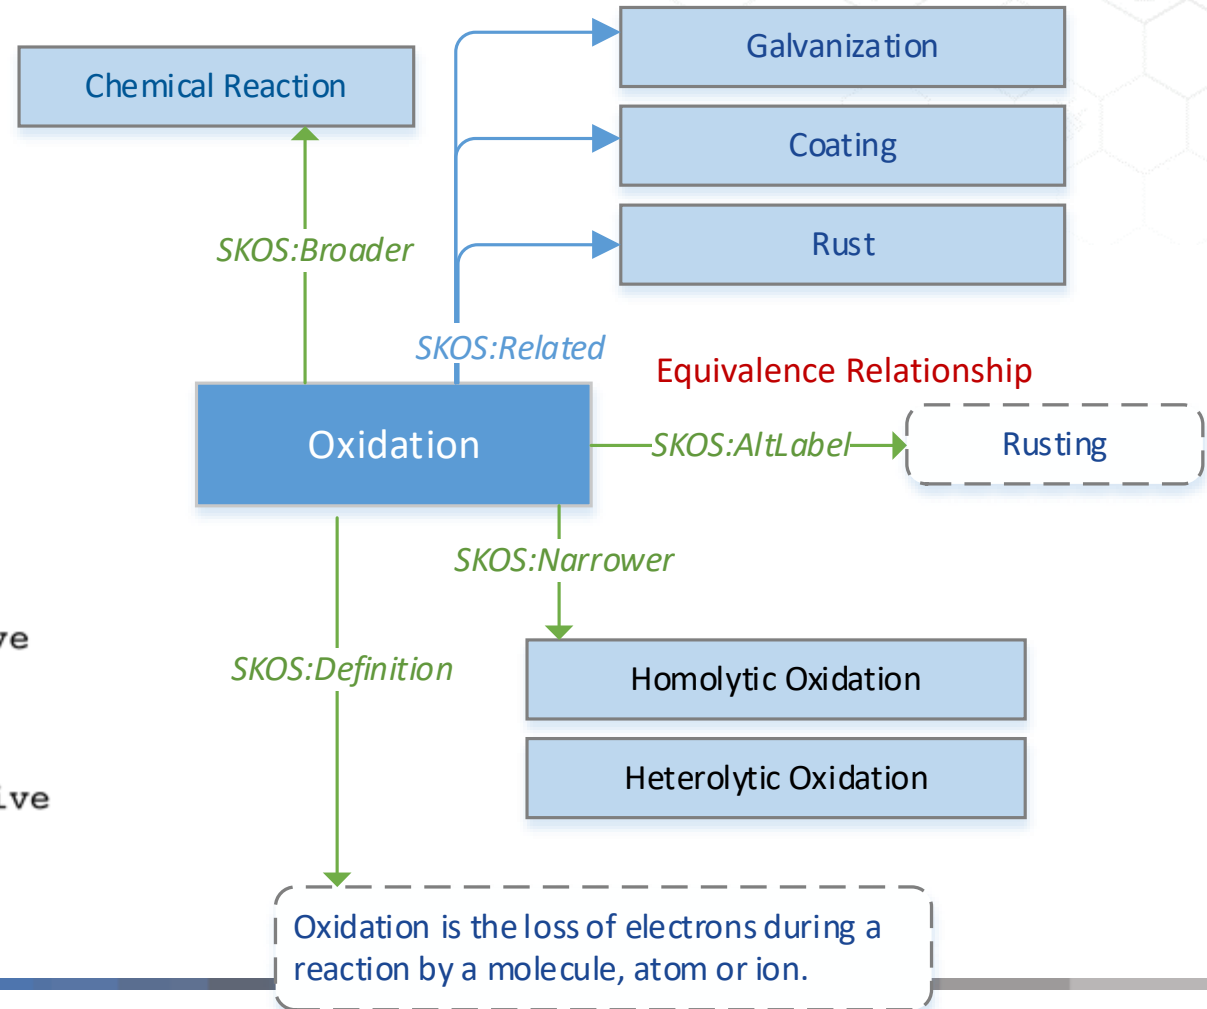 Galvanization
Chemical Reaction
Coating
SKOS:Broader
Rust
SKOS:Related
Equivalence Relationship
Oxidation
SKOS:AltLabel
Rusting
SKOS:Narrower
SKOS:Definition
Homolytic Oxidation
Heterolytic Oxidation
Oxidation is the loss of electrons during a
reaction by a molecule, atom or ion.